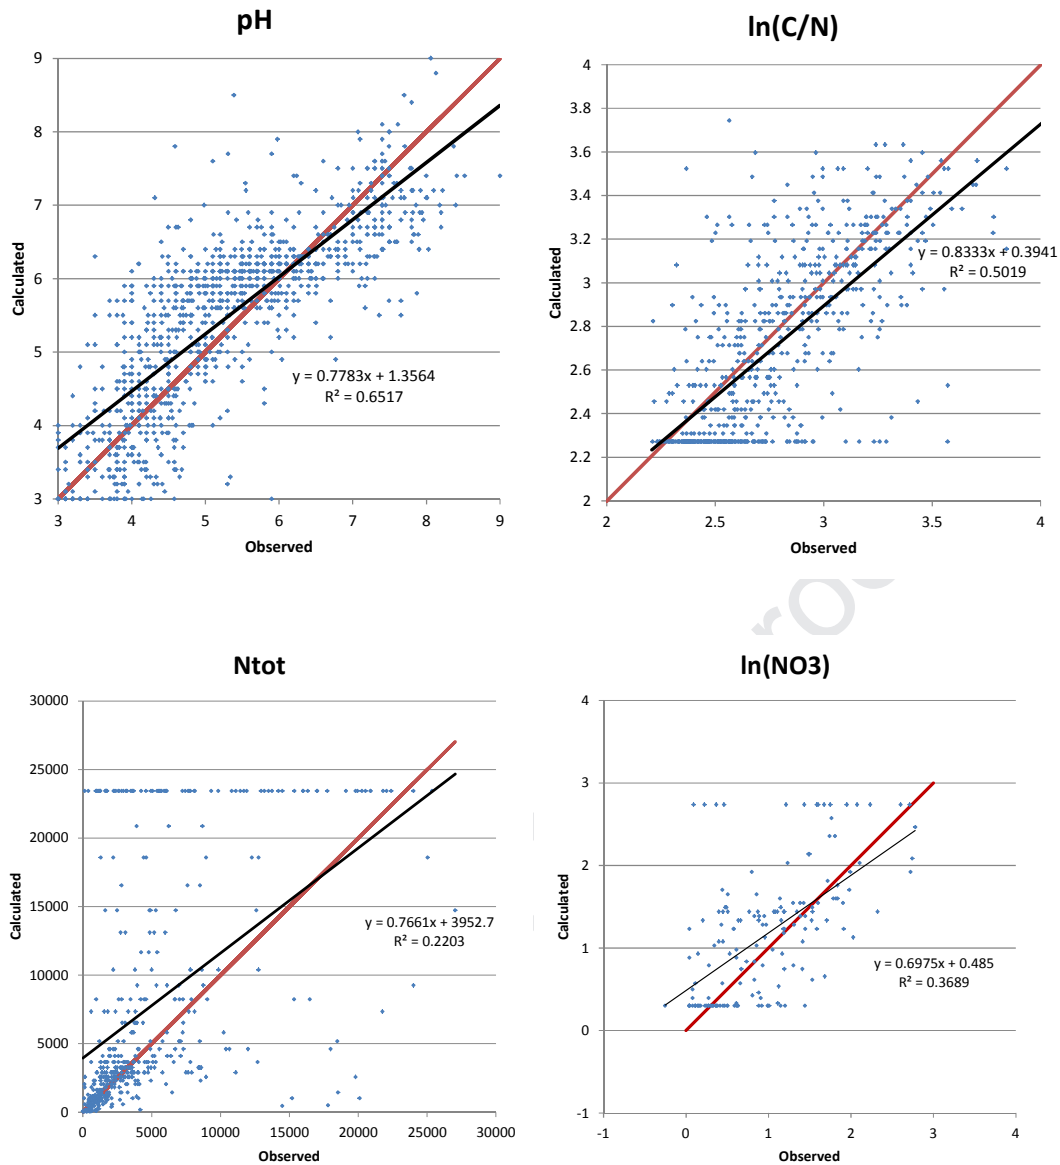 pH
9
8
7
6
5
4
3
Calculated
y = 0.7783x + 1.3564
R² = 0.6517
3 4 5 6 7 8 9
Observed
ln(C/N)
4
3.8
3.6
3.4
3.2
3
2.8
2.6
2.4
2.2
2
Calculated
y = 0.8333x + 0.3941
R² = 0.5019
2 2.5 3 3.5 4
Observed
Ntot
30000
25000
20000
15000
10000
5000
0
Calculated
y = 0.7661x + 3952.7
R² = 0.2203
0 5000 10000 15000 20000 25000 30000
Observed
ln(NO3)
4
3
2
1
0
-1
Calculated
y = 0.6975x + 0.485
R² = 0.3689
-1 0 1 2 3 4
Observed